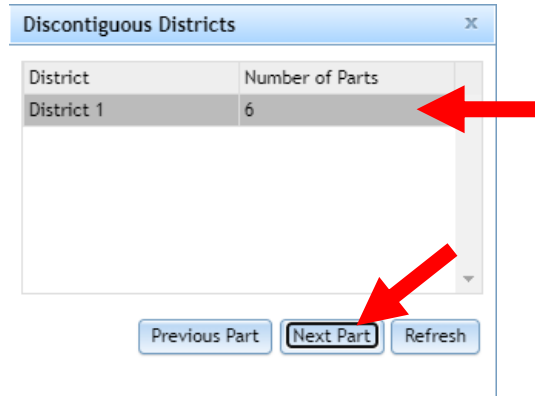 Discontiguous Districts x
District Number of Parts
District 1 6
Previous Part Next Part Refresh